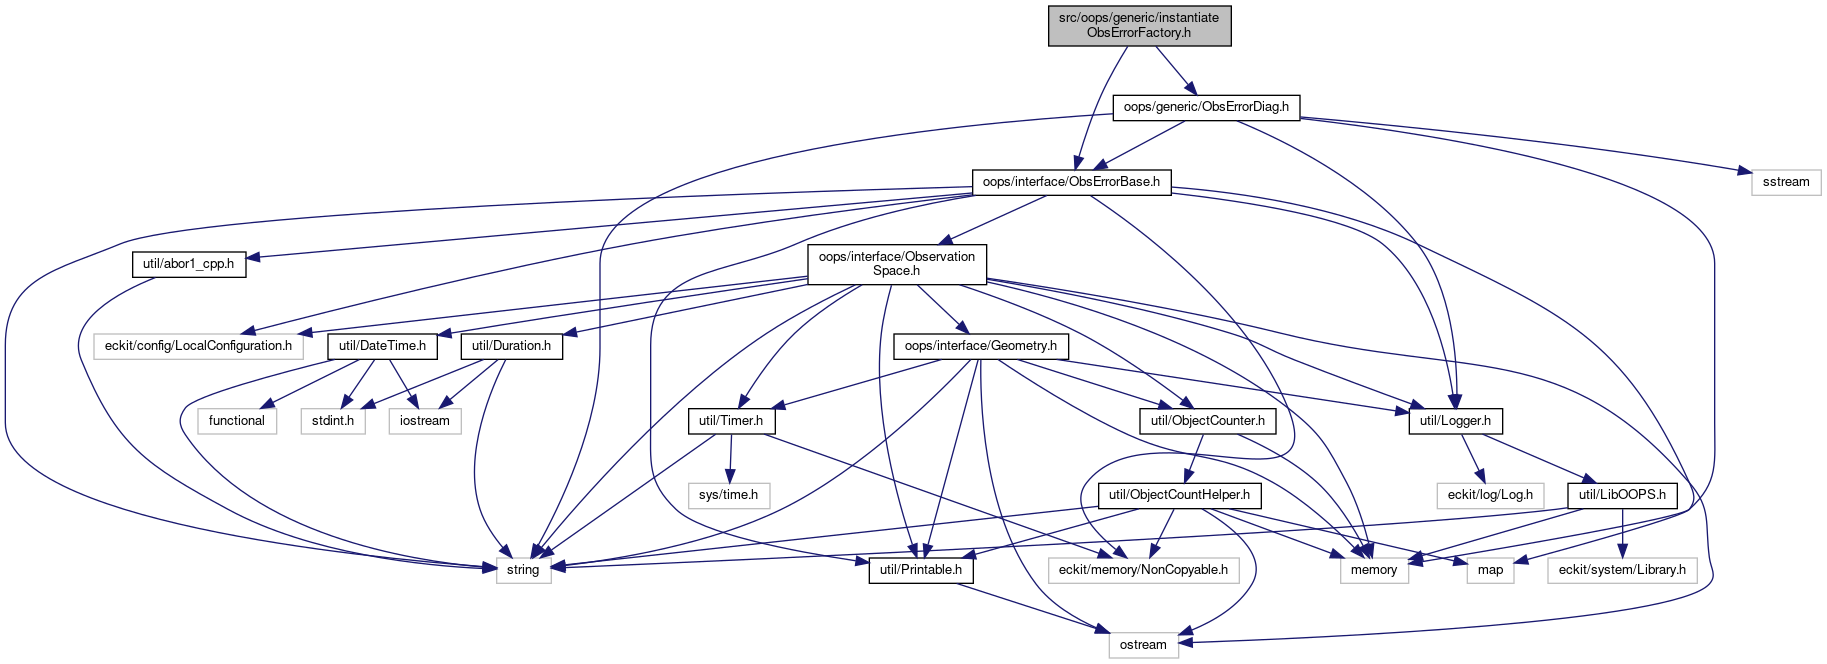 src/oops/generic/instantiate
ObsErrorFactory.h
oops/generic/ObsErrorDiag.h
oops/interface/ObsErrorBase.h
sstream
util/abor1_cpp.h
oops/interface/Observation
Space.h
eckit/config/LocalConfiguration.h
util/DateTime.h
util/Duration.h
oops/interface/Geometry.h
functional
stdint.h
iostream
util/Timer.h
util/ObjectCounter.h
util/Logger.h
sys/time.h
util/ObjectCountHelper.h
eckit/log/Log.h
util/LibOOPS.h
string
util/Printable.h
eckit/memory/NonCopyable.h
memory
map
eckit/system/Library.h
ostream